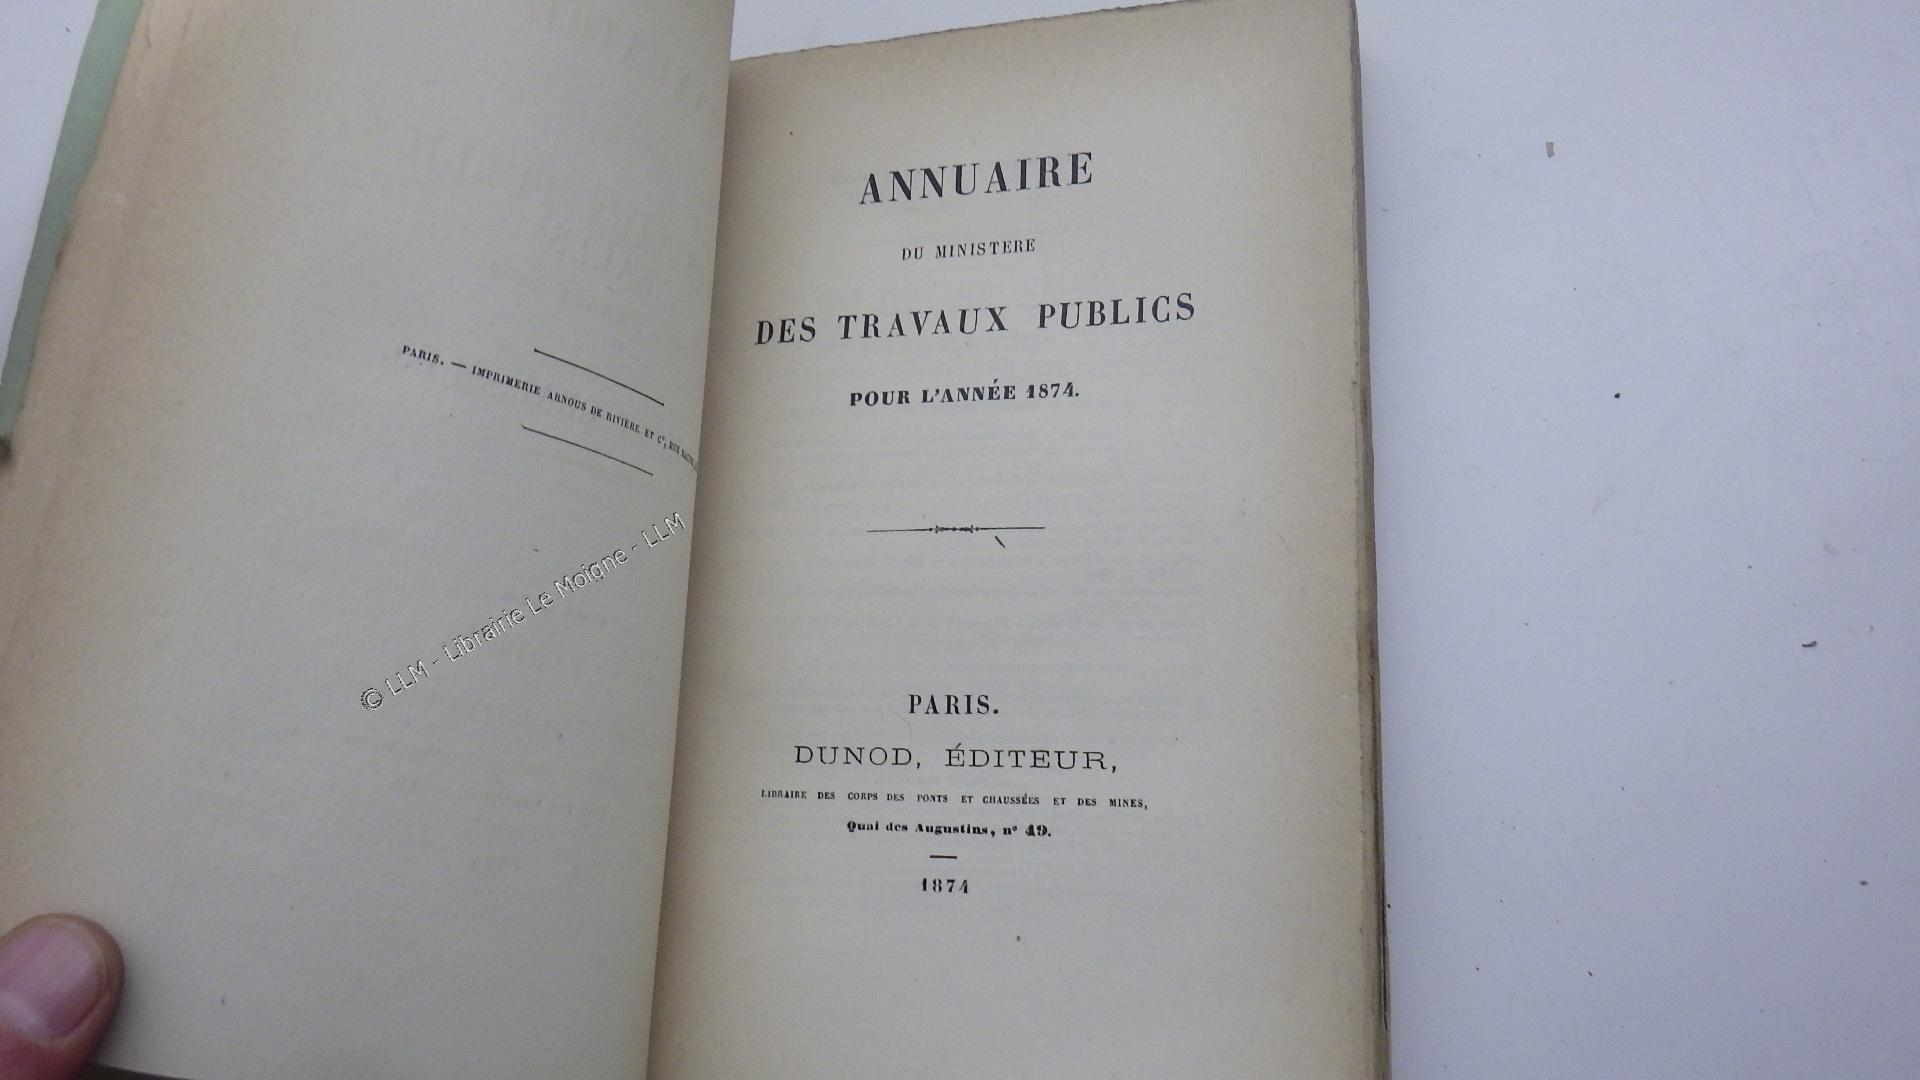 PARIS. — IMPRIMERIE ARNOUS DE RIVIÈRE ET Cᵉ, RUE
© LLM - Librairie Le Moigne - LLM
ANNUAIRE
DU MINISTERE
DES TRAVAUX PUBLICS
POUR L'ANNÉE 1874.
PARIS.
DUNOD, ÉDITEUR,
LIBRAIRE DES CORPS DES PONTS ET CHAUSSÉES ET DES MINES,
Quai des Augustins, nº 49.
1874